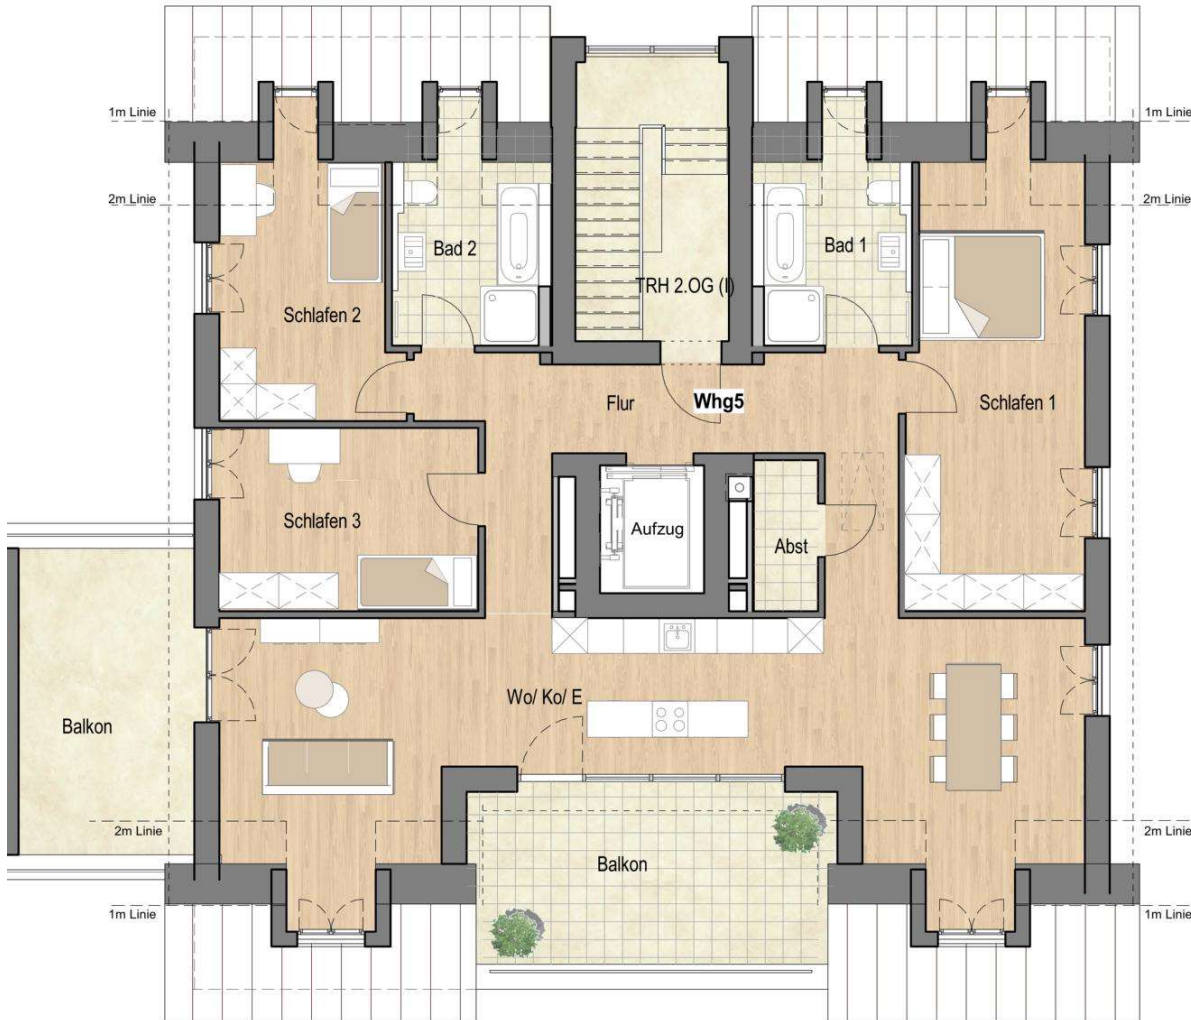 1m Linie
1m Linie
2m Linie
2m Linie
Bad 2
Bad 1
TRH 2.OG (I)
Schlafen 2
Flur
Whg5
Schlafen 1
Schlafen 3
Aufzug
Abst
Wo/ Ko/ E
Balkon
2m Linie
2m Linie
Balkon
1m Linie
1m Linie